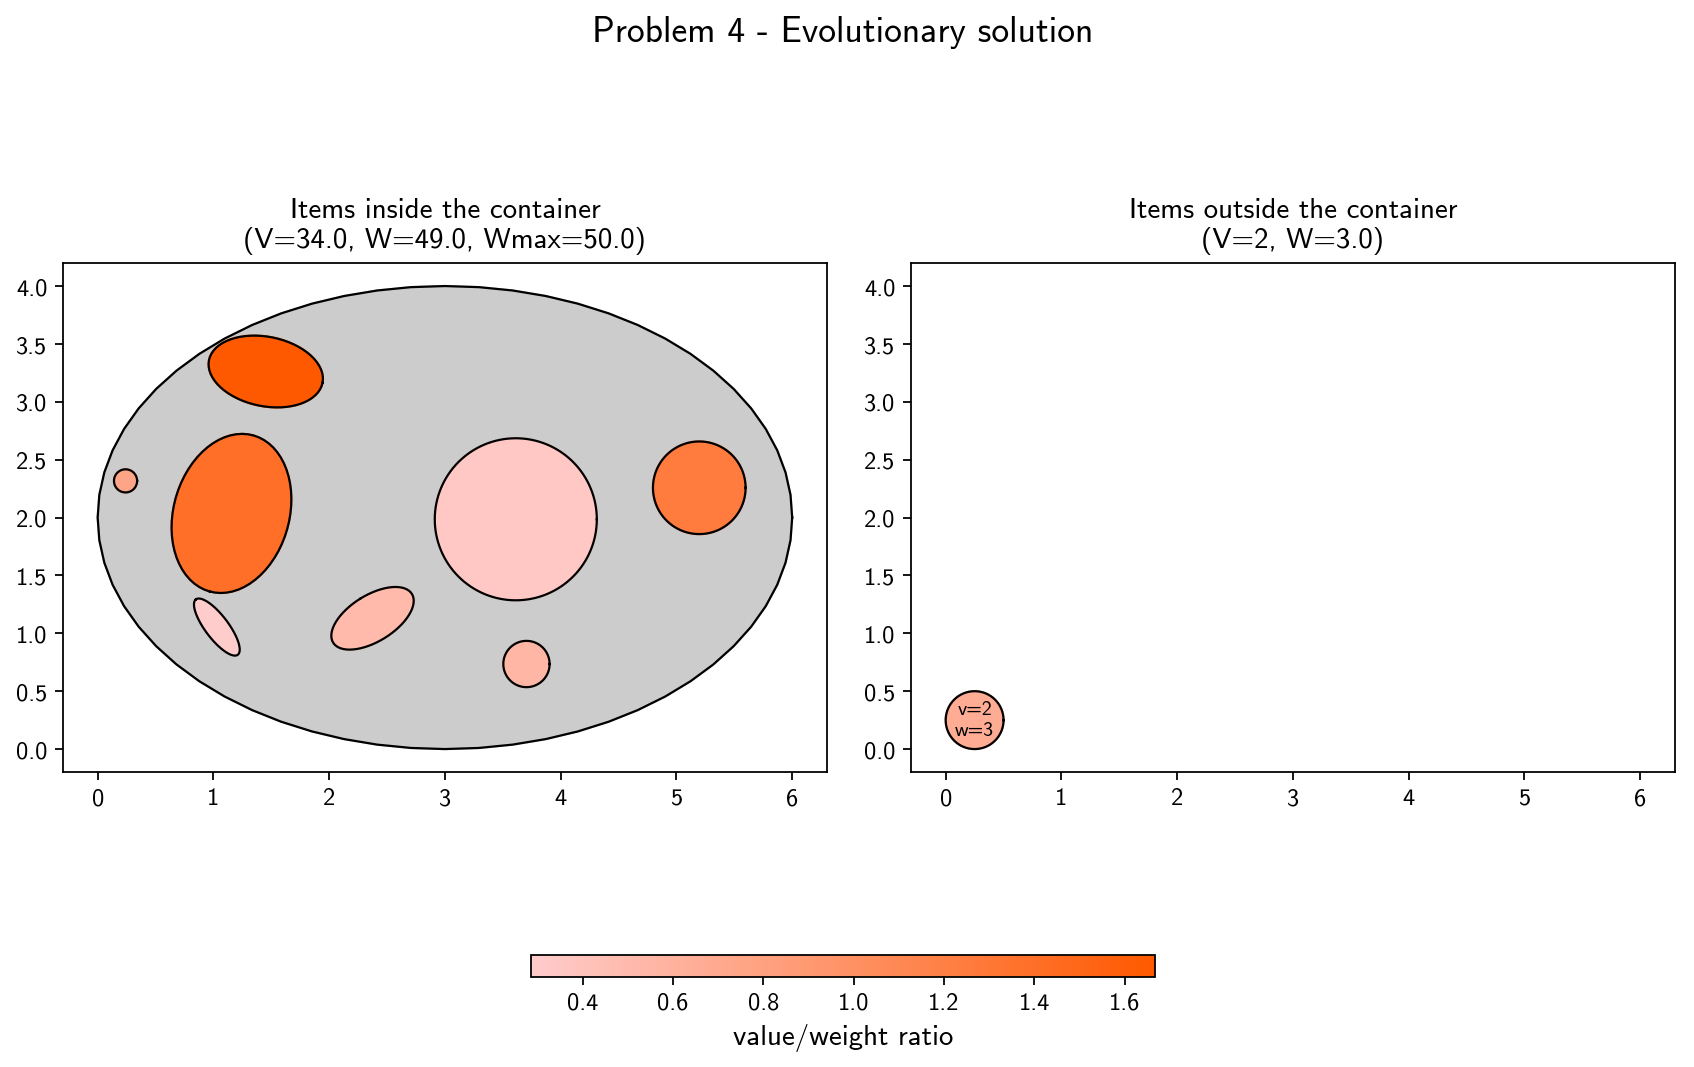 Problem 4 - Evolutionary solution
Items inside the container
(V=34.0, W=49.0, Wmax=50.0)
4.0
3.5
3.0
2.5
2.0
1.5
1.0
0.5
0.0
0 1 2 3 4 5 6
Items outside the container
(V=2, W=3.0)
4.0
3.5
3.0
2.5
2.0
1.5
1.0
0.5
0.0
v=2
w=3
0 1 2 3 4 5 6
0.4 0.6 0.8 1.0 1.2 1.4 1.6
value/weight ratio